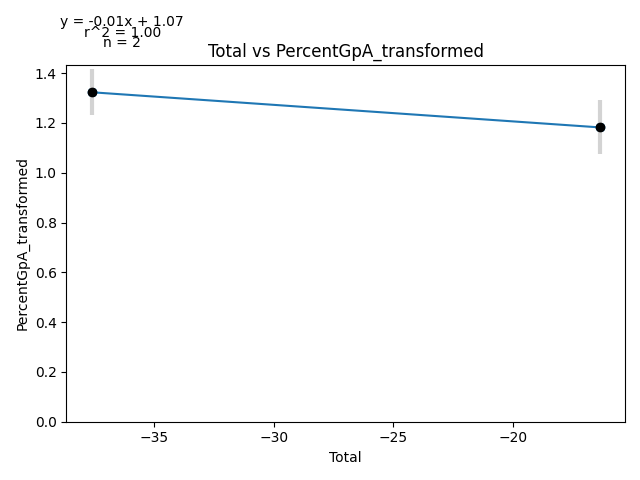 y = -0.01x + 1.07
r^2 = 1.00
n = 2
Total vs PercentGpA_transformed
PercentGpA_transformed
1.4
1.2
1.0
0.8
0.6
0.4
0.2
0.0
−35
−30
−25
−20
Total